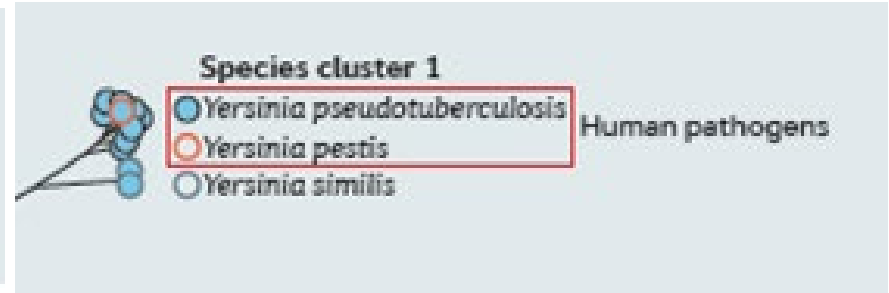 Species cluster 1
Yersinia pseudotuberculosis
Human pathogens
Yersinia pestis
Yersinia similis